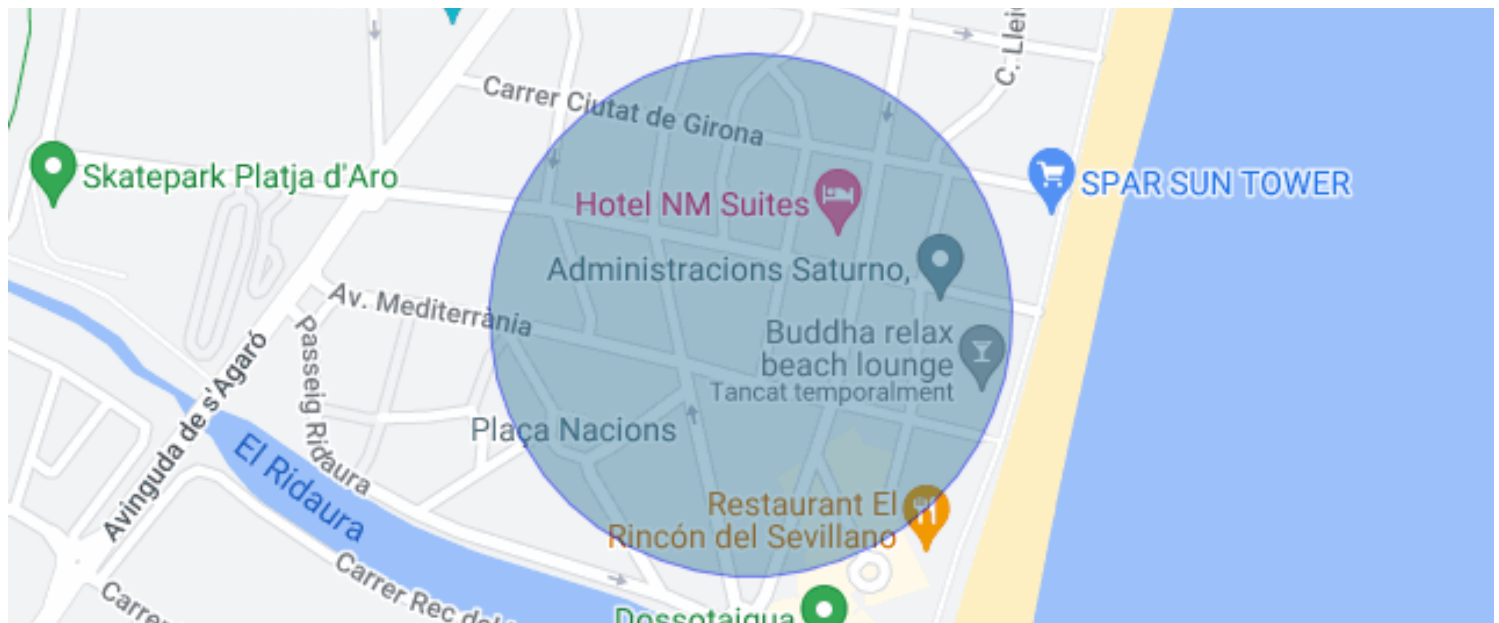 C. Lleid
Carrer Ciutat de Girona
Skatepark Platja d'Aro
SPAR SUN TOWER
Hotel NM Suites
Administracions Saturno,
Av. Mediterrània
Buddha relax
beach lounge
Tancat temporalment
Passeig Ridaura
Avinguda de s'Agaró
Plaça Nacions
El Ridaura
Restaurant El
Rincón del Sevillano
Carrer Rec del
Carrer
Dossotaigua